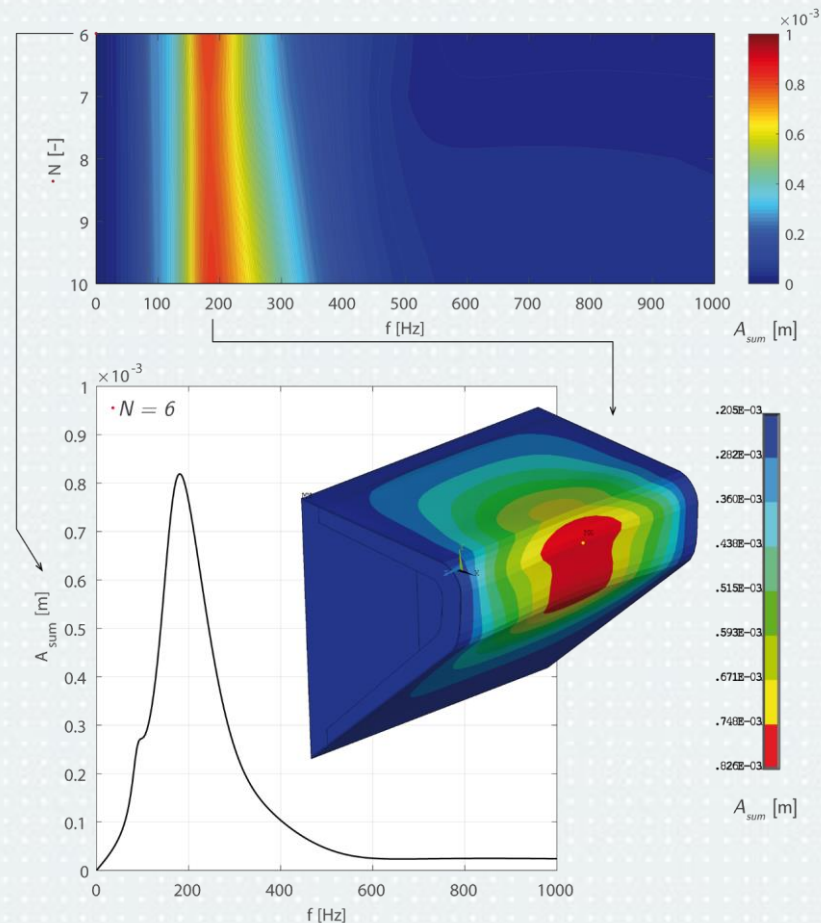 ×10⁻³
6
7
8
9
10
N [-]
0 100 200 300 400 500 600 700 800 900 1000
f [Hz]
1
0.8
0.6
0.4
0.2
0
A_sum [m]
×10⁻³
1
0.9
0.8
0.7
0.6
0.5
0.4
0.3
0.2
0.1
0
A_sum [m]
N = 6
0 200 400 600 800 1000
f [Hz]
.360E-03
.438E-03
.515E-03
.593E-03
.671E-03
.748E-03
.826E-03
A_sum [m]